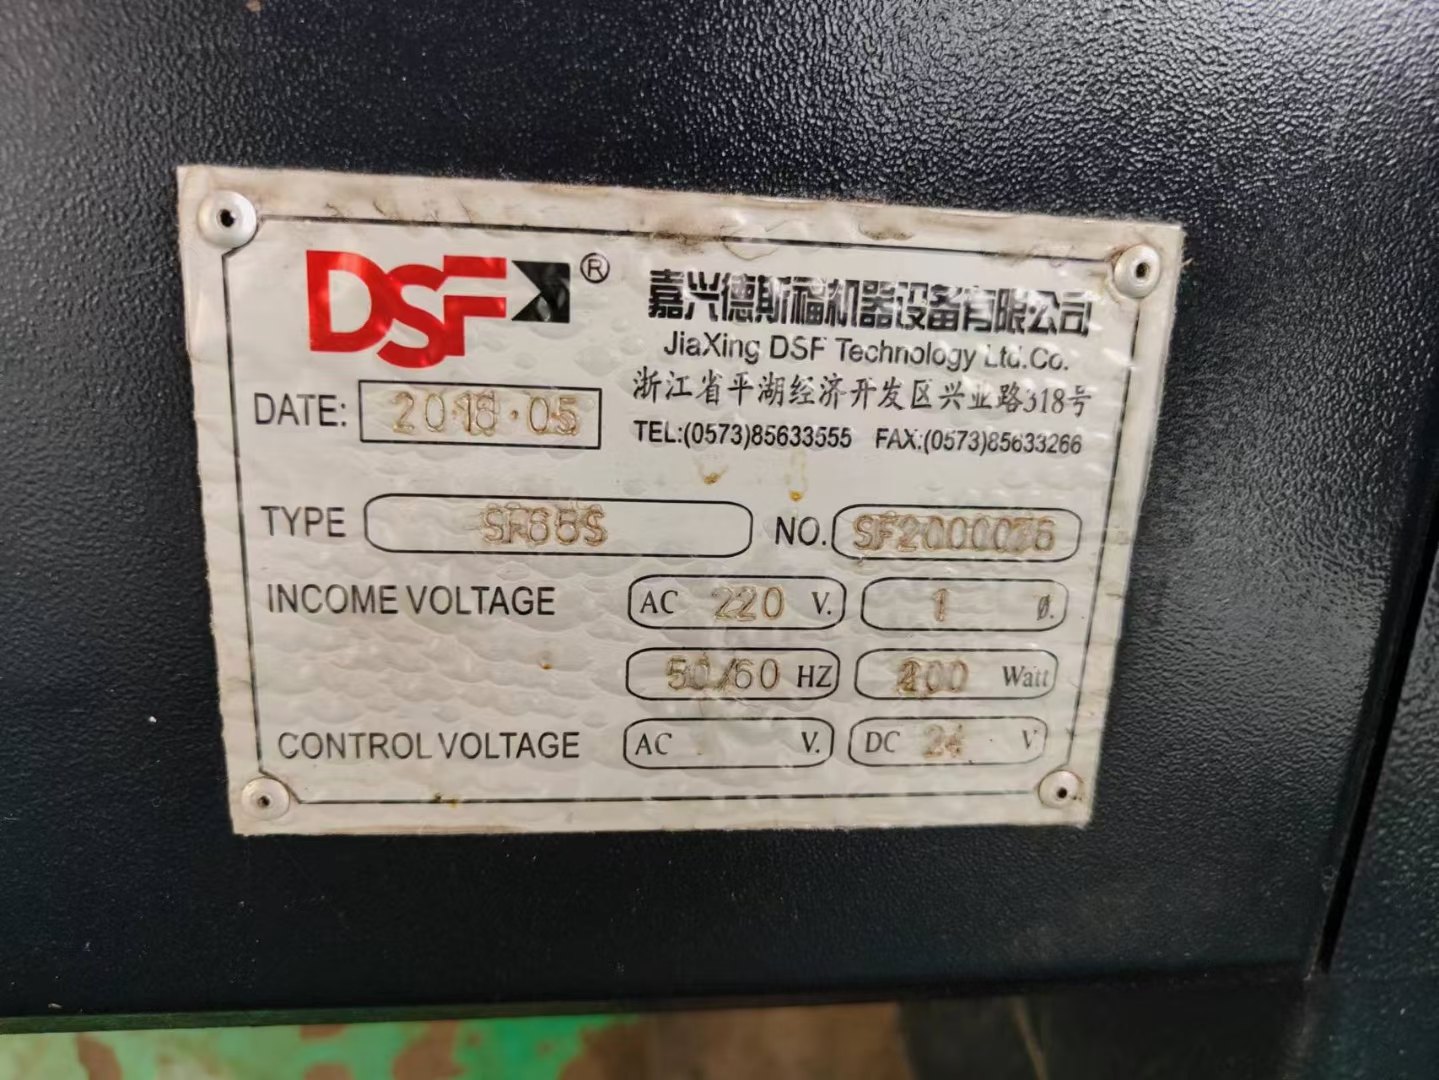 DSF ®
嘉兴德斯福机器设备有限公司
JiaXing DSF Technology Ltd.Co.
浙江省平湖经济开发区兴业路318号
DATE: 2018·05
TEL:(0573)85633555 FAX:(0573)85633266
TYPE
NO. SF2000076
INCOME VOLTAGE AC 220 V. 1 Ø.
50/60 HZ Watt
CONTROL VOLTAGE AC V. DC 24 V